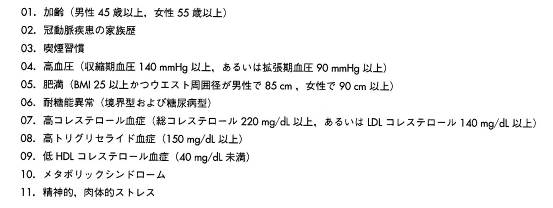 01. 加齢（男性 45 歳以上，女性 55 歳以上）
02. 冠動脈疾患の家族歴
03. 喫煙習慣
04. 高血圧（収縮期血圧 140 mmHg 以上，あるいは拡張期血圧 90 mmHg 以上）
05. 肥満（BMI 25 以上かつウエスト周囲径が男性で 85 cm ，女性で 90 cm 以上）
06. 耐糖能異常（境界型および糖尿病型）
07. 高コレステロール血症（総コレステロール 220 mg/dL 以上，あるいは LDL コレステロール 140 mg/dL 以上）
08. 高トリグリセライド血症（150 mg/dL 以上）
09. 低 HDL コレステロール血症（40 mg/dL 未満）
10. メタボリックシンドローム
11. 精神的，肉体的ストレス